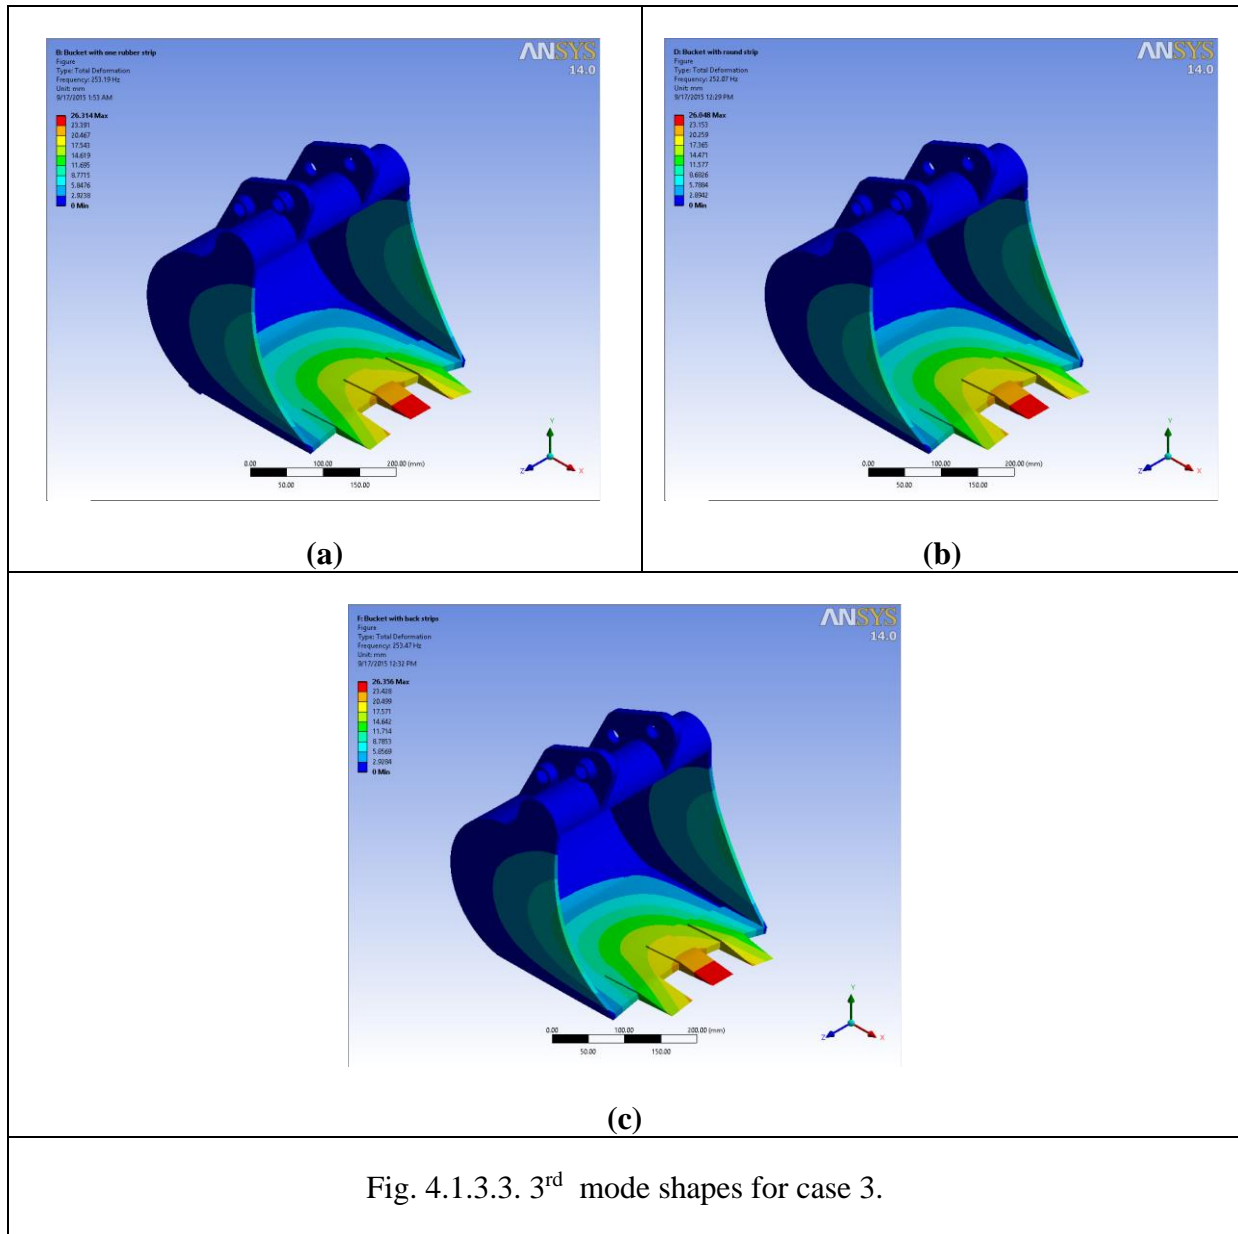 B: Bucket with one rubber strip
Figure
Type: Total Deformation
Frequency: 253.19 Hz
Unit: mm
9/17/2015 1:53 AM
ANSYS
14.0
26.314 Max
23.391
20.467
17.543
14.619
11.695
8.7715
5.8476
2.9238
0 Min
0.00 100.00 200.00 (mm)
50.00 150.00
Y
Z X
(a)
D: Bucket with round strip
Figure
Type: Total Deformation
Frequency: 252.07 Hz
Unit: mm
9/17/2015 12:29 PM
ANSYS
14.0
26.048 Max
23.153
20.259
17.365
14.471
11.577
8.6826
5.7884
2.8942
0 Min
0.00 100.00 200.00 (mm)
50.00 150.00
Y
Z X
(b)
F: Bucket with back strips
Figure
Type: Total Deformation
Frequency: 253.47 Hz
Unit: mm
9/17/2015 12:32 PM
ANSYS
14.0
26.356 Max
23.428
20.499
17.571
14.642
11.714
8.7853
5.8569
2.9284
0 Min
0.00 100.00 200.00 (mm)
50.00 150.00
Y
Z X
(c)
Fig. 4.1.3.3. 3rd mode shapes for case 3.